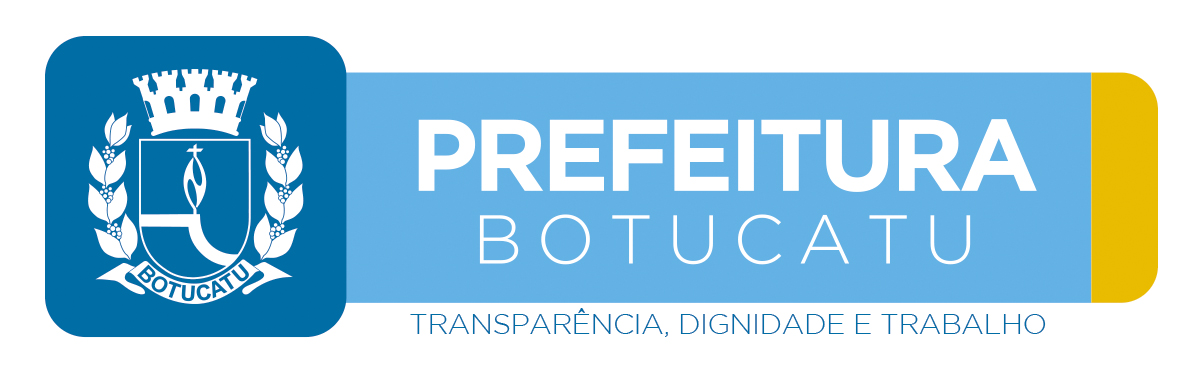 PREFEITURA
BOTUCATU
BOTUCATU
TRANSPARÊNCIA, DIGNIDADE E TRABALHO